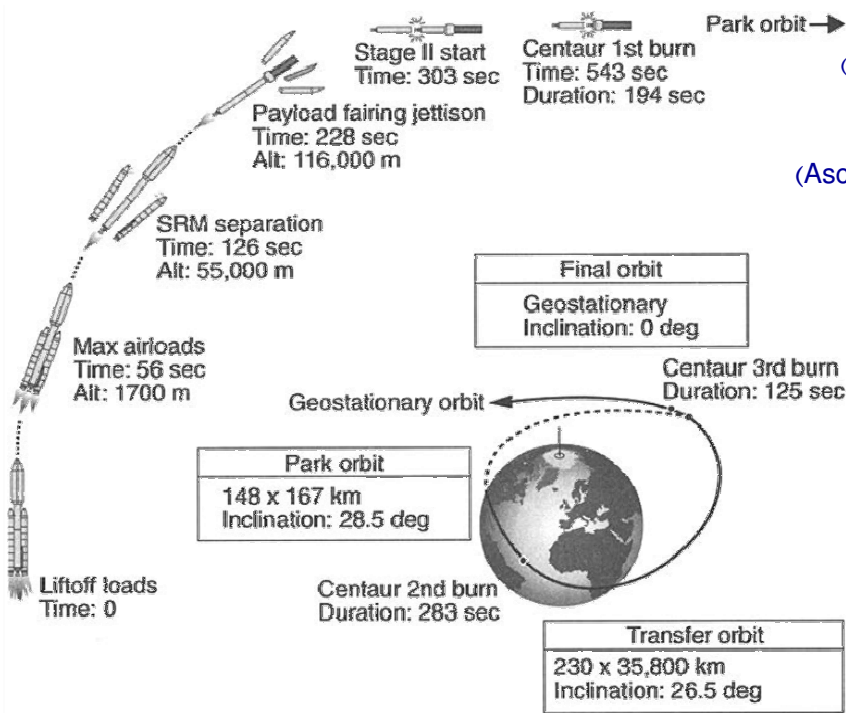 Park orbit
Stage II start
Time: 303 sec
Centaur 1st burn
Time: 543 sec
Duration: 194 sec
(
Payload fairing jettison
Time: 228 sec
Alt: 116,000 m
(Asc
SRM separation
Time: 126 sec
Alt: 55,000 m
Final orbit
Geostationary
Inclination: 0 deg
Max airloads
Time: 56 sec
Alt: 1700 m
Centaur 3rd burn
Duration: 125 sec
Geostationary orbit
Park orbit
148 x 167 km
Inclination: 28.5 deg
Liftoff loads
Time: 0
Centaur 2nd burn
Duration: 283 sec
Transfer orbit
230 x 35,800 km
Inclination: 26.5 deg